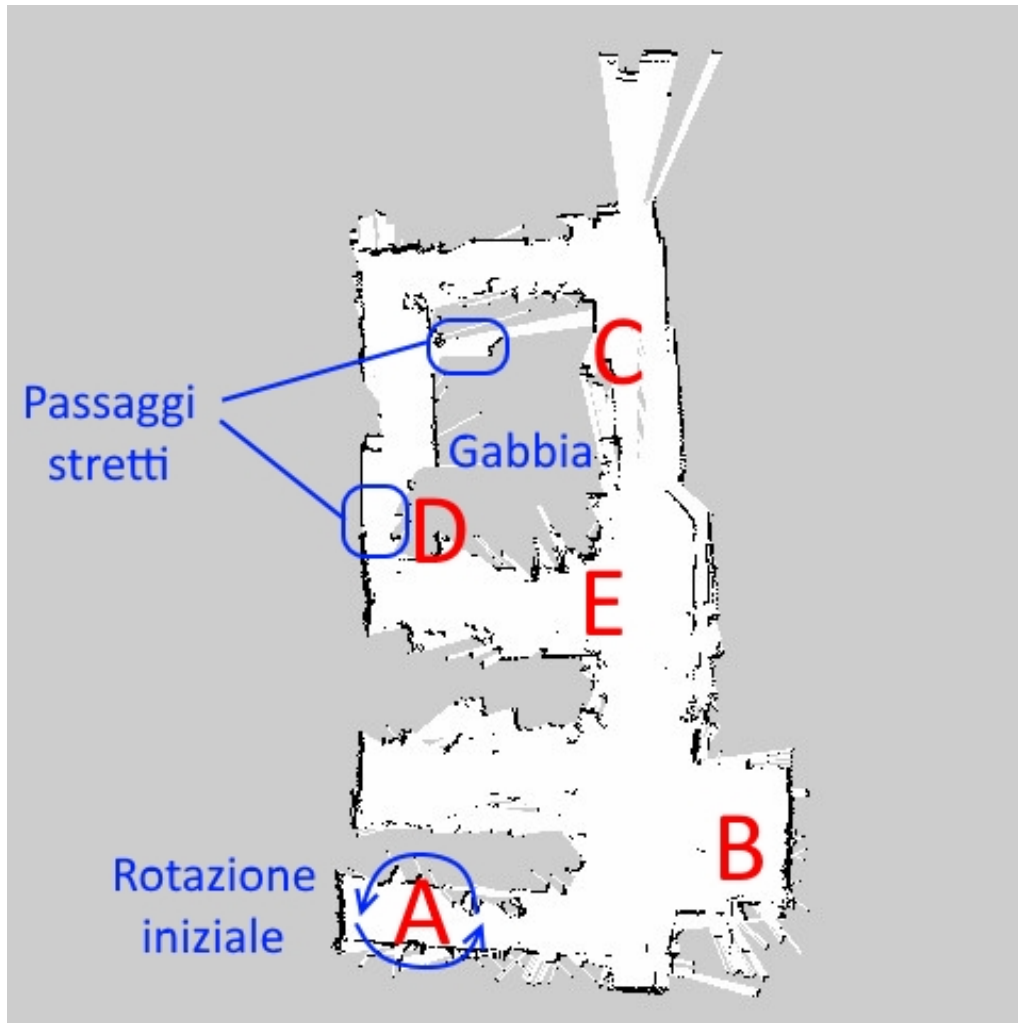 C
Passaggi
stretti
Gabbia
D
E
B
Rotazione
iniziale
A